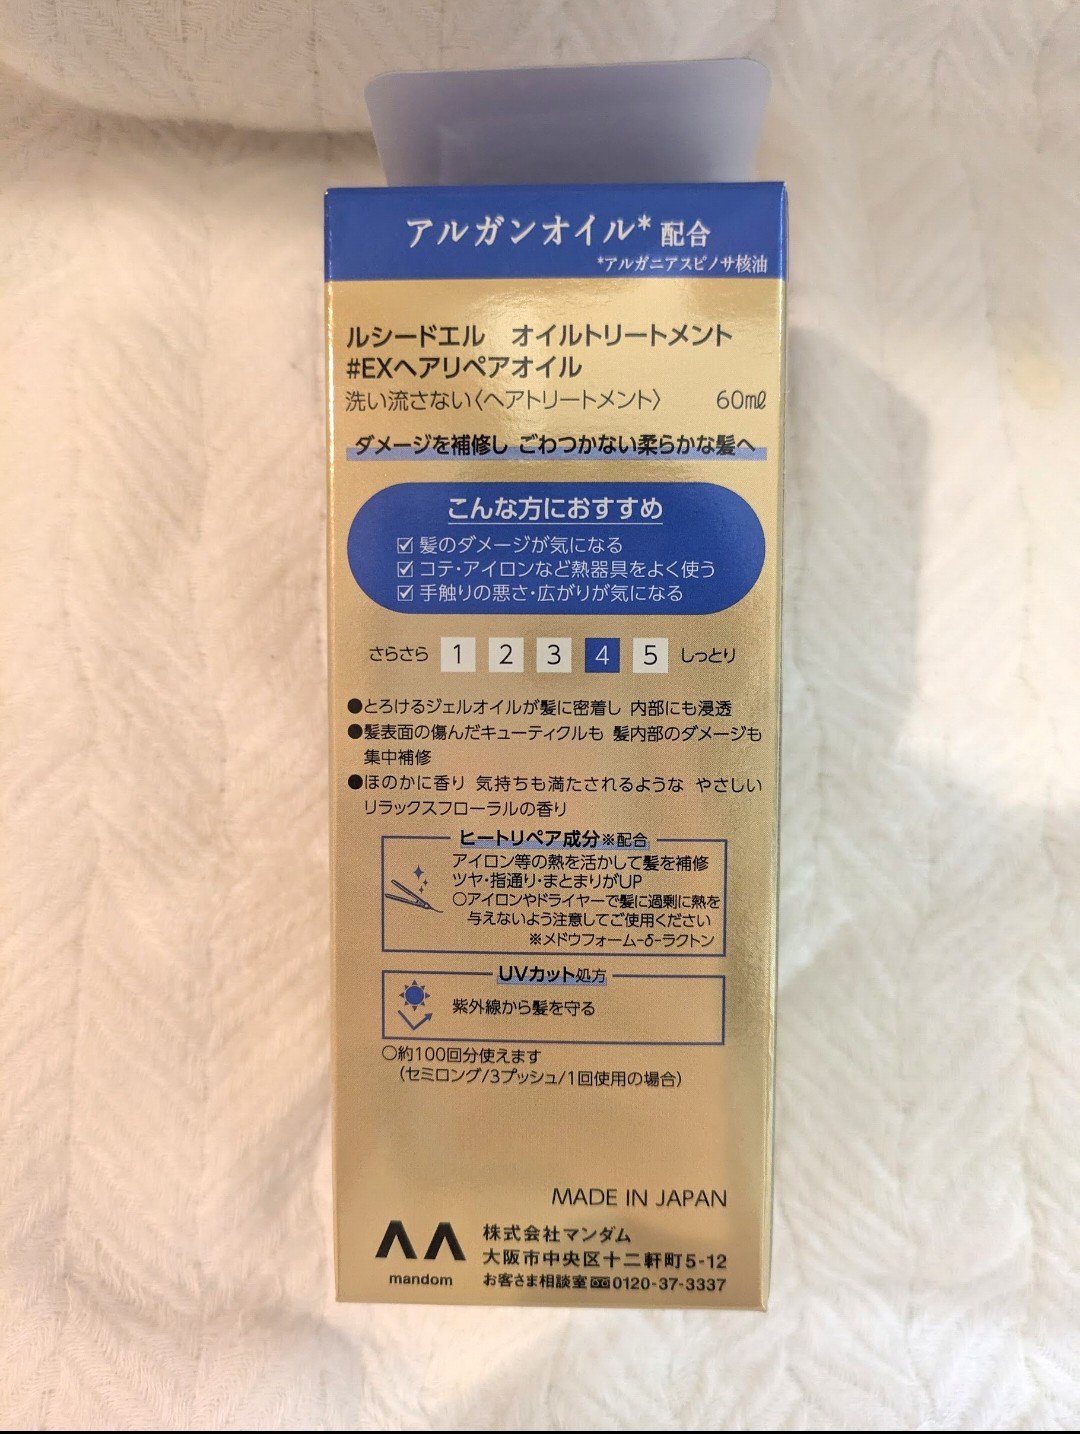 アルガンオイル* 配合
*アルガニアスピノサ核油
ルシードエル オイルトリートメント
#EXヘアリペアオイル
洗い流さない〈ヘアトリートメント〉 60㎖
ダメージを補修し ごわつかない柔らかな髪へ
こんな方におすすめ
☑ 髪のダメージが気になる
☑ コテ・アイロンなど熱器具をよく使う
☑ 手触りの悪さ・広がりが気になる
さらさら 1 2 3 4 5 しっとり
●とろけるジェルオイルが髪に密着し 内部にも浸透
●髪表面の傷んだキューティクルも 髪内部のダメージも
集中補修
●ほのかに香り 気持ちも満たされるような やさしい
リラックスフローラルの香り
ヒートリペア成分※配合
アイロン等の熱を活かして髪を補修
ツヤ・指通り・まとまりがUP
○アイロンやドライヤーで髪に過剰に熱を
与えないよう注意してご使用ください
※メドウフォーム-δ-ラクトン
UVカット処方
紫外線から髪を守る
○約100回分使えます
（セミロング/3プッシュ/1回使用の場合）
MADE IN JAPAN
株式会社マンダム
大阪市中央区十二軒町5-12
mandom お客さま相談室 0120-37-3337